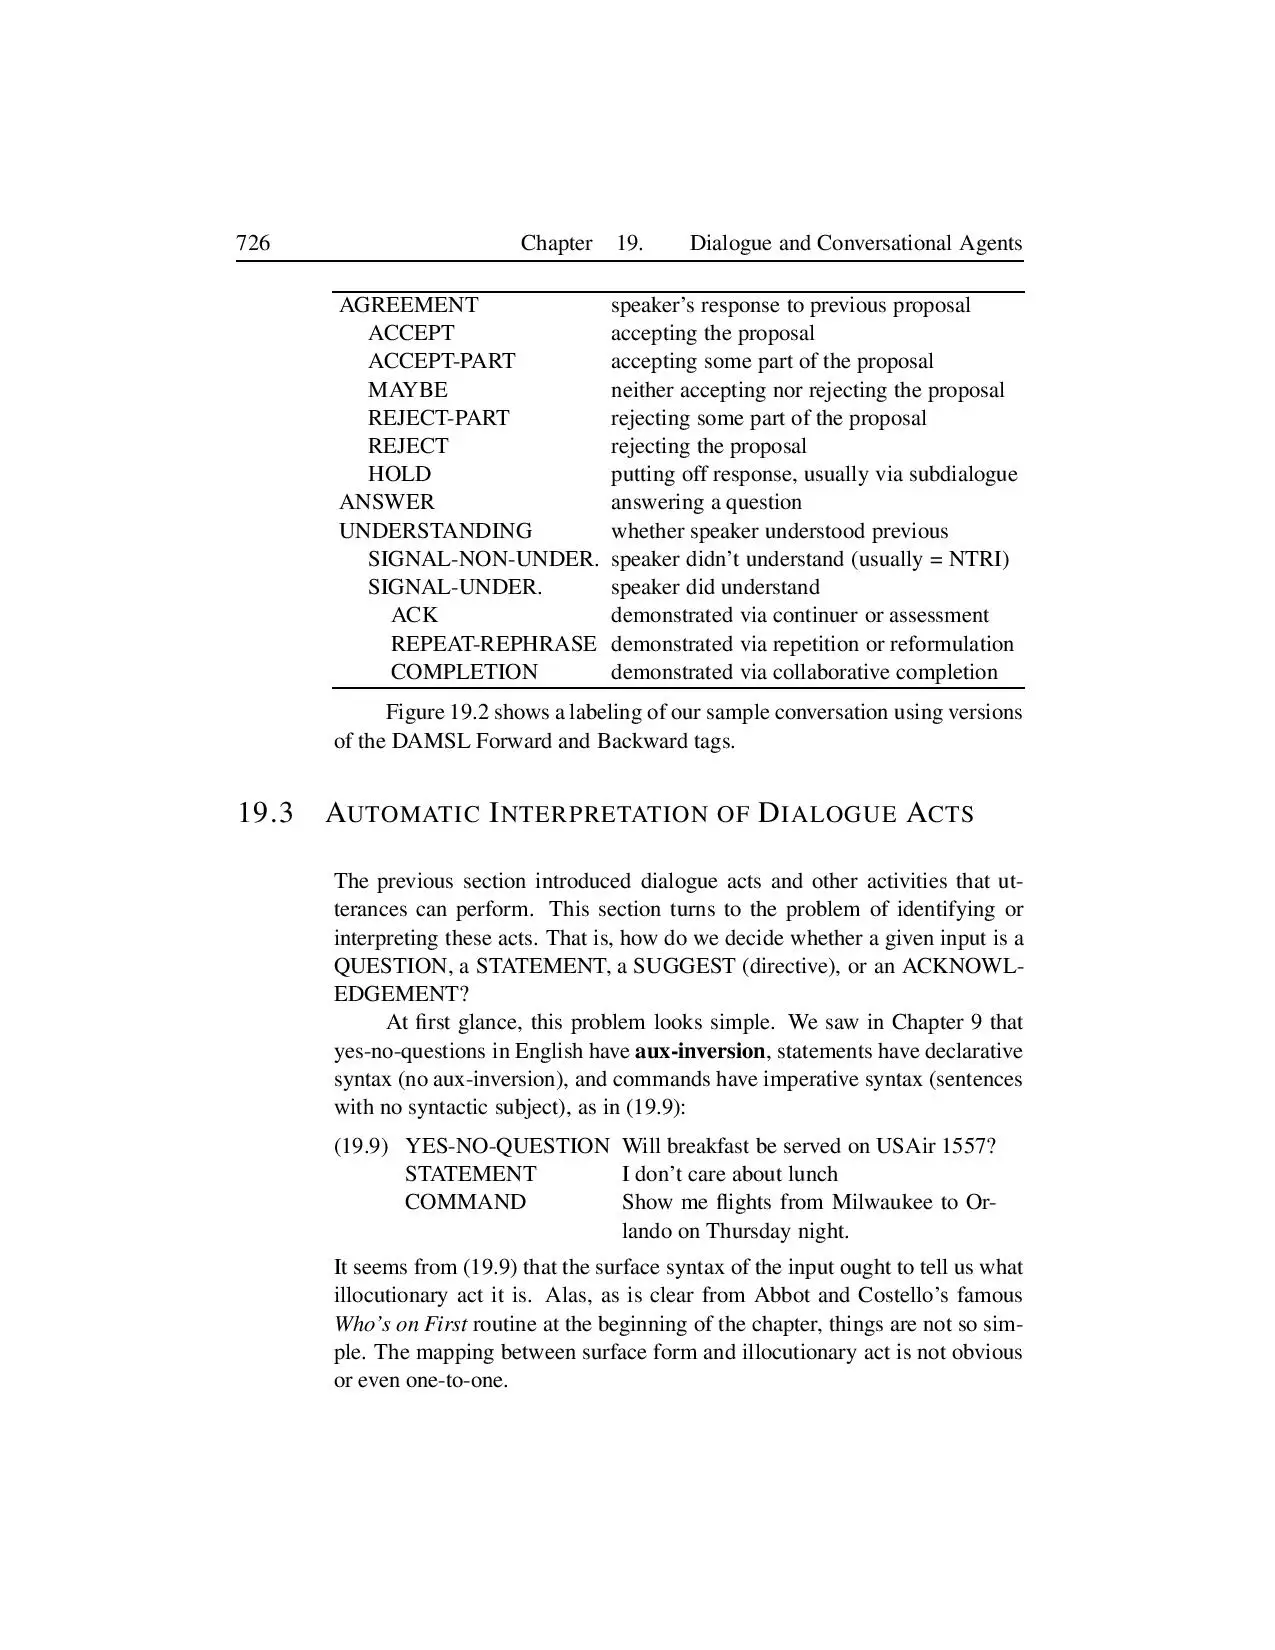 726 Chapter 19. Dialogue and Conversational Agents
AGREEMENT speaker's response to previous proposal
ACCEPT accepting the proposal
ACCEPT-PART accepting some part of the proposal
MAYBE neither accepting nor rejecting the proposal
REJECT-PART rejecting some part of the proposal
REJECT rejecting the proposal
HOLD putting off response, usually via subdialogue
ANSWER answering a question
UNDERSTANDING whether speaker understood previous
SIGNAL-NON-UNDER. speaker didn't understand (usually = NTRI)
SIGNAL-UNDER. speaker did understand
ACK demonstrated via continuer or assessment
REPEAT-REPHRASE demonstrated via repetition or reformulation
COMPLETION demonstrated via collaborative completion
Figure 19.2 shows a labeling of our sample conversation using versions
of the DAMSL Forward and Backward tags.
19.3 AUTOMATIC INTERPRETATION OF DIALOGUE ACTS
The previous section introduced dialogue acts and other activities that ut-
terances can perform. This section turns to the problem of identifying or
interpreting these acts. That is, how do we decide whether a given input is a
QUESTION, a STATEMENT, a SUGGEST (directive), or an ACKNOWL-
EDGEMENT?
At first glance, this problem looks simple. We saw in Chapter 9 that
yes-no-questions in English have aux-inversion, statements have declarative
syntax (no aux-inversion), and commands have imperative syntax (sentences
with no syntactic subject), as in (19.9):
(19.9) YES-NO-QUESTION Will breakfast be served on USAir 1557?
STATEMENT I don't care about lunch
COMMAND Show me flights from Milwaukee to Or-
lando on Thursday night.
It seems from (19.9) that the surface syntax of the input ought to tell us what
illocutionary act it is. Alas, as is clear from Abbot and Costello's famous
Who's on First routine at the beginning of the chapter, things are not so sim-
ple. The mapping between surface form and illocutionary act is not obvious
or even one-to-one.